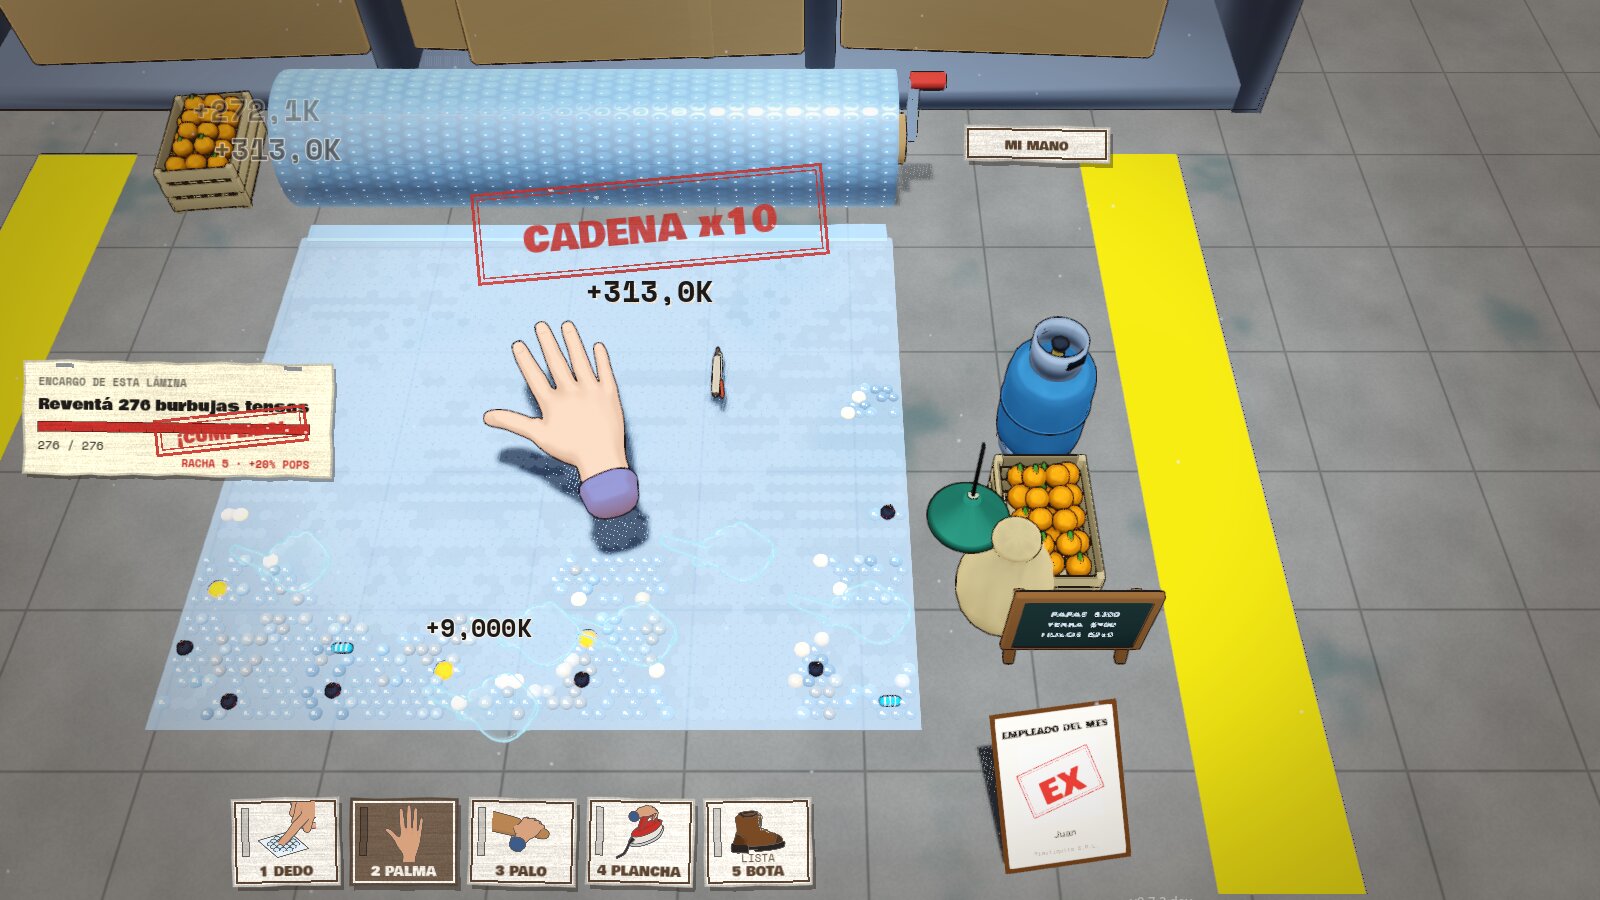 +272,1K
+313,0K
MI MANO
CADENA x10
+313,0K
ENCARGO DE ESTA LÁMINA
Reventá 276 burbujas tensas
276 / 276
RACHA 5 · +20% POPS
+9,000K
EMPLEADO DEL MES
EX
Juan
1 DEDO
2 PALMA
3 PALO
4 PLANCHA
LISTA
5 BOTA